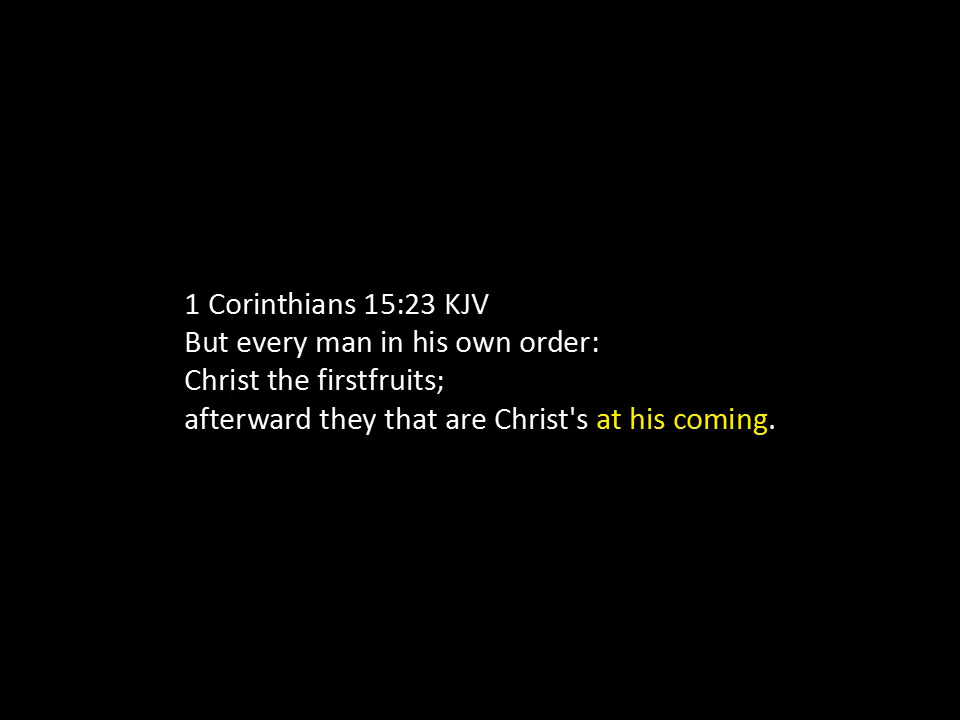 1 Corinthians 15:23 KJV
But every man in his own order:
Christ the firstfruits;
afterward they that are Christ's at his coming.